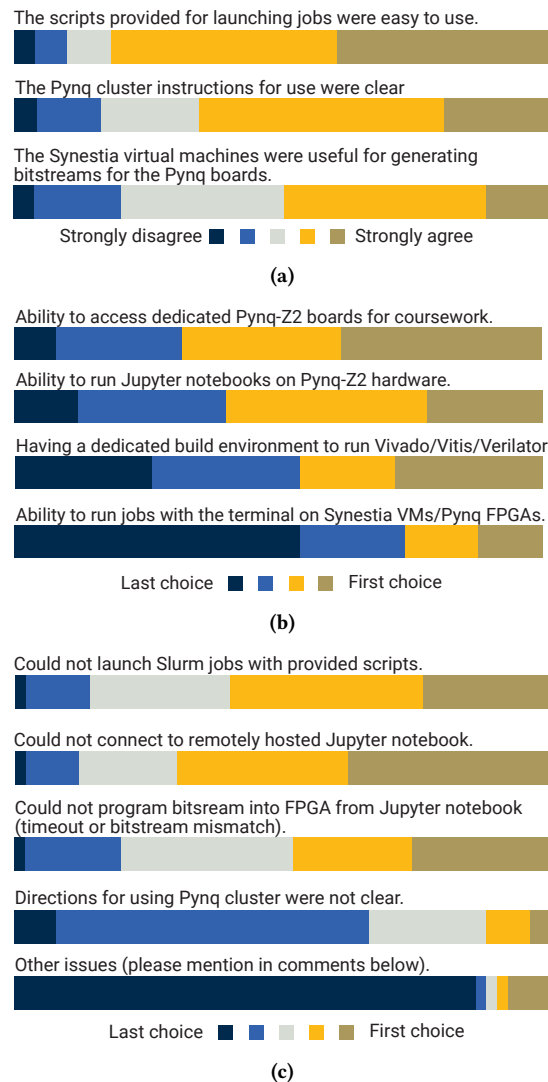 The scripts provided for launching jobs were easy to use.
The Pynq cluster instructions for use were clear
The Synestia virtual machines were useful for generating
bitstreams for the Pynq boards.
Strongly disagree Strongly agree
(a)
Ability to access dedicated Pynq-Z2 boards for coursework.
Ability to run Jupyter notebooks on Pynq-Z2 hardware.
Having a dedicated build environment to run Vivado/Vitis/Verilator
Ability to run jobs with the terminal on Synestia VMs/Pynq FPGAs.
Last choice First choice
(b)
Could not launch Slurm jobs with provided scripts.
Could not connect to remotely hosted Jupyter notebook.
Could not program bitsream into FPGA from Jupyter notebook
(timeout or bitstream mismatch).
Directions for using Pynq cluster were not clear.
Other issues (please mention in comments below).
Last choice First choice
(c)